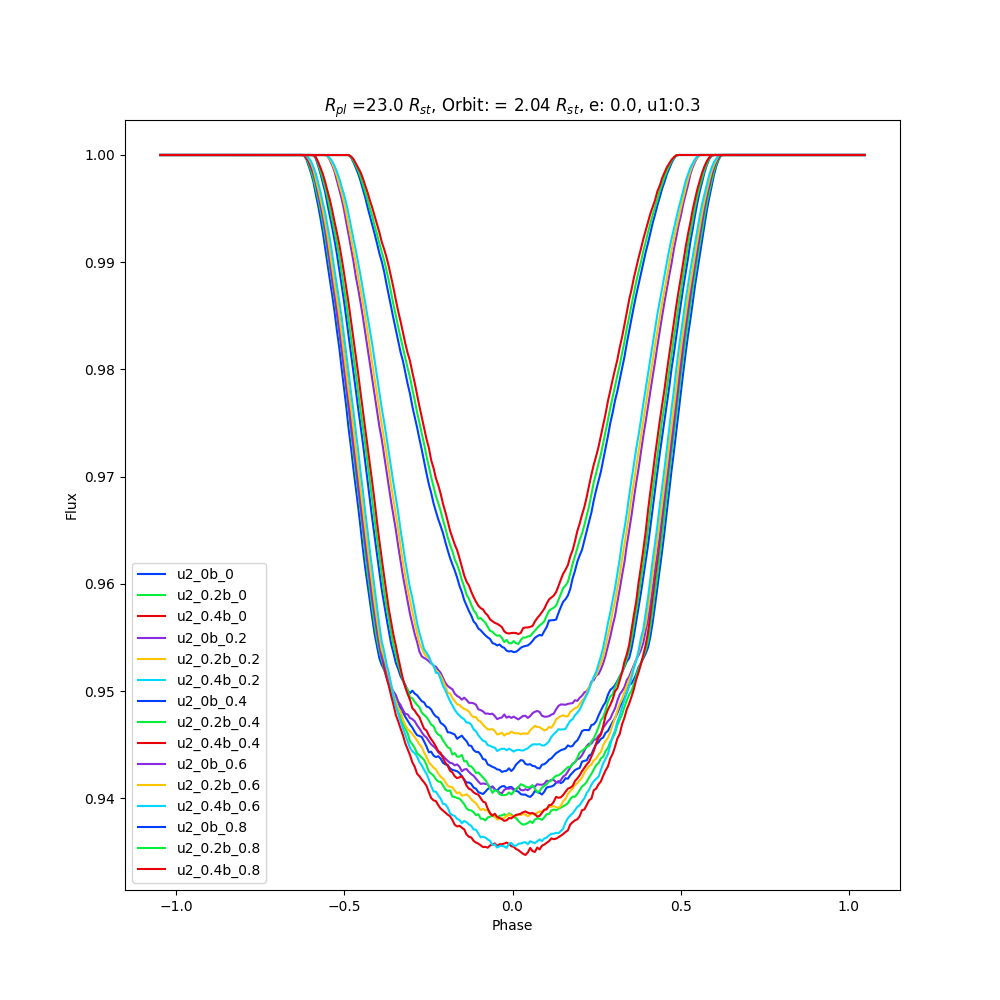 R_pl =23.0 R_st, Orbit: = 2.04 R_st, e: 0.0, u1:0.3
1.00
0.99
0.98
0.97
0.96
0.95
0.94
Flux
u2_0b_0
u2_0.2b_0
u2_0.4b_0
u2_0b_0.2
u2_0.2b_0.2
u2_0.4b_0.2
u2_0b_0.4
u2_0.2b_0.4
u2_0.4b_0.4
u2_0b_0.6
u2_0.2b_0.6
u2_0.4b_0.6
u2_0b_0.8
u2_0.2b_0.8
u2_0.4b_0.8
−1.0 −0.5 0.0 0.5 1.0
Phase